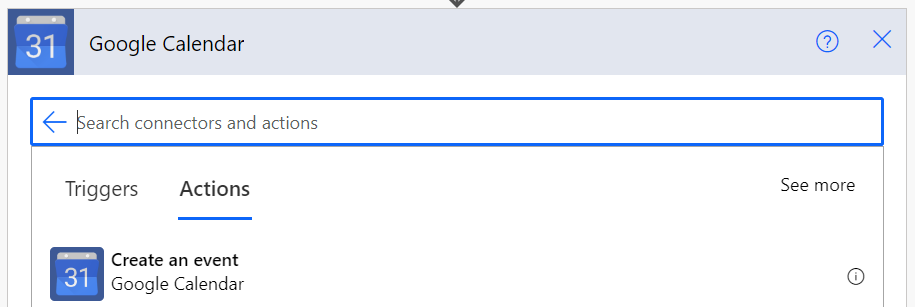 31 Google Calendar
Search connectors and actions
Triggers Actions See more
31 Create an event
Google Calendar